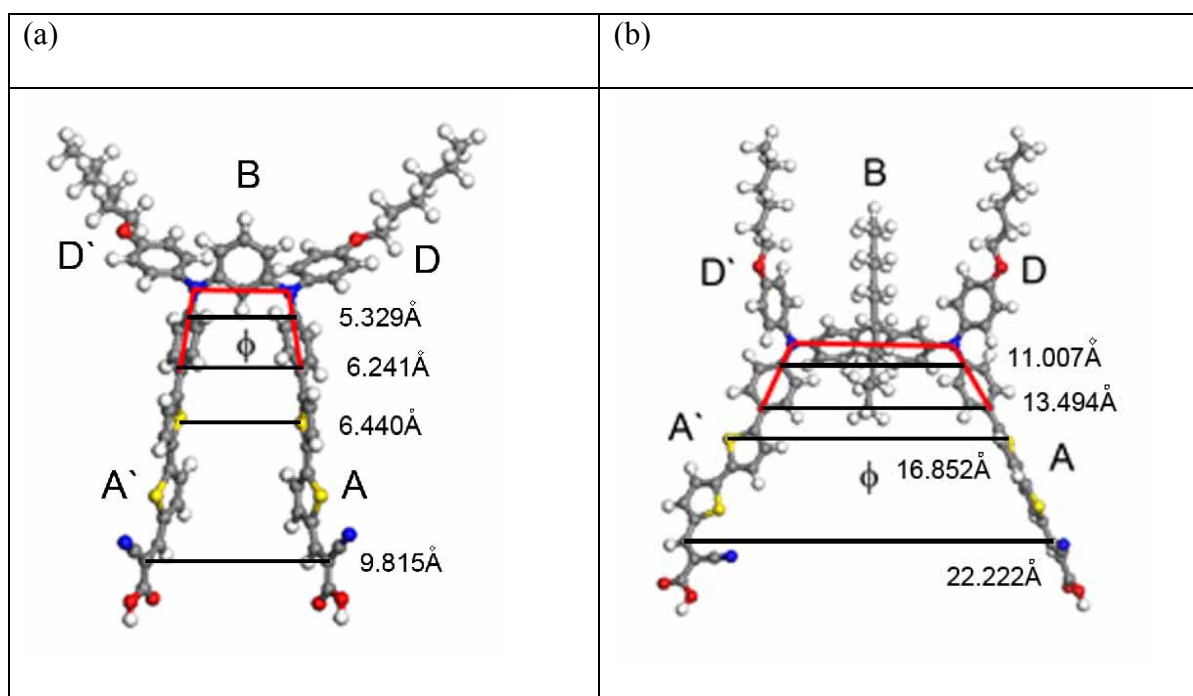 (a)
B
D`
D
5.329Å
ϕ
6.241Å
6.440Å
A`
A
9.815Å
(b)
B
D`
D
11.007Å
13.494Å
A`
A
16.852Å
ϕ
22.222Å